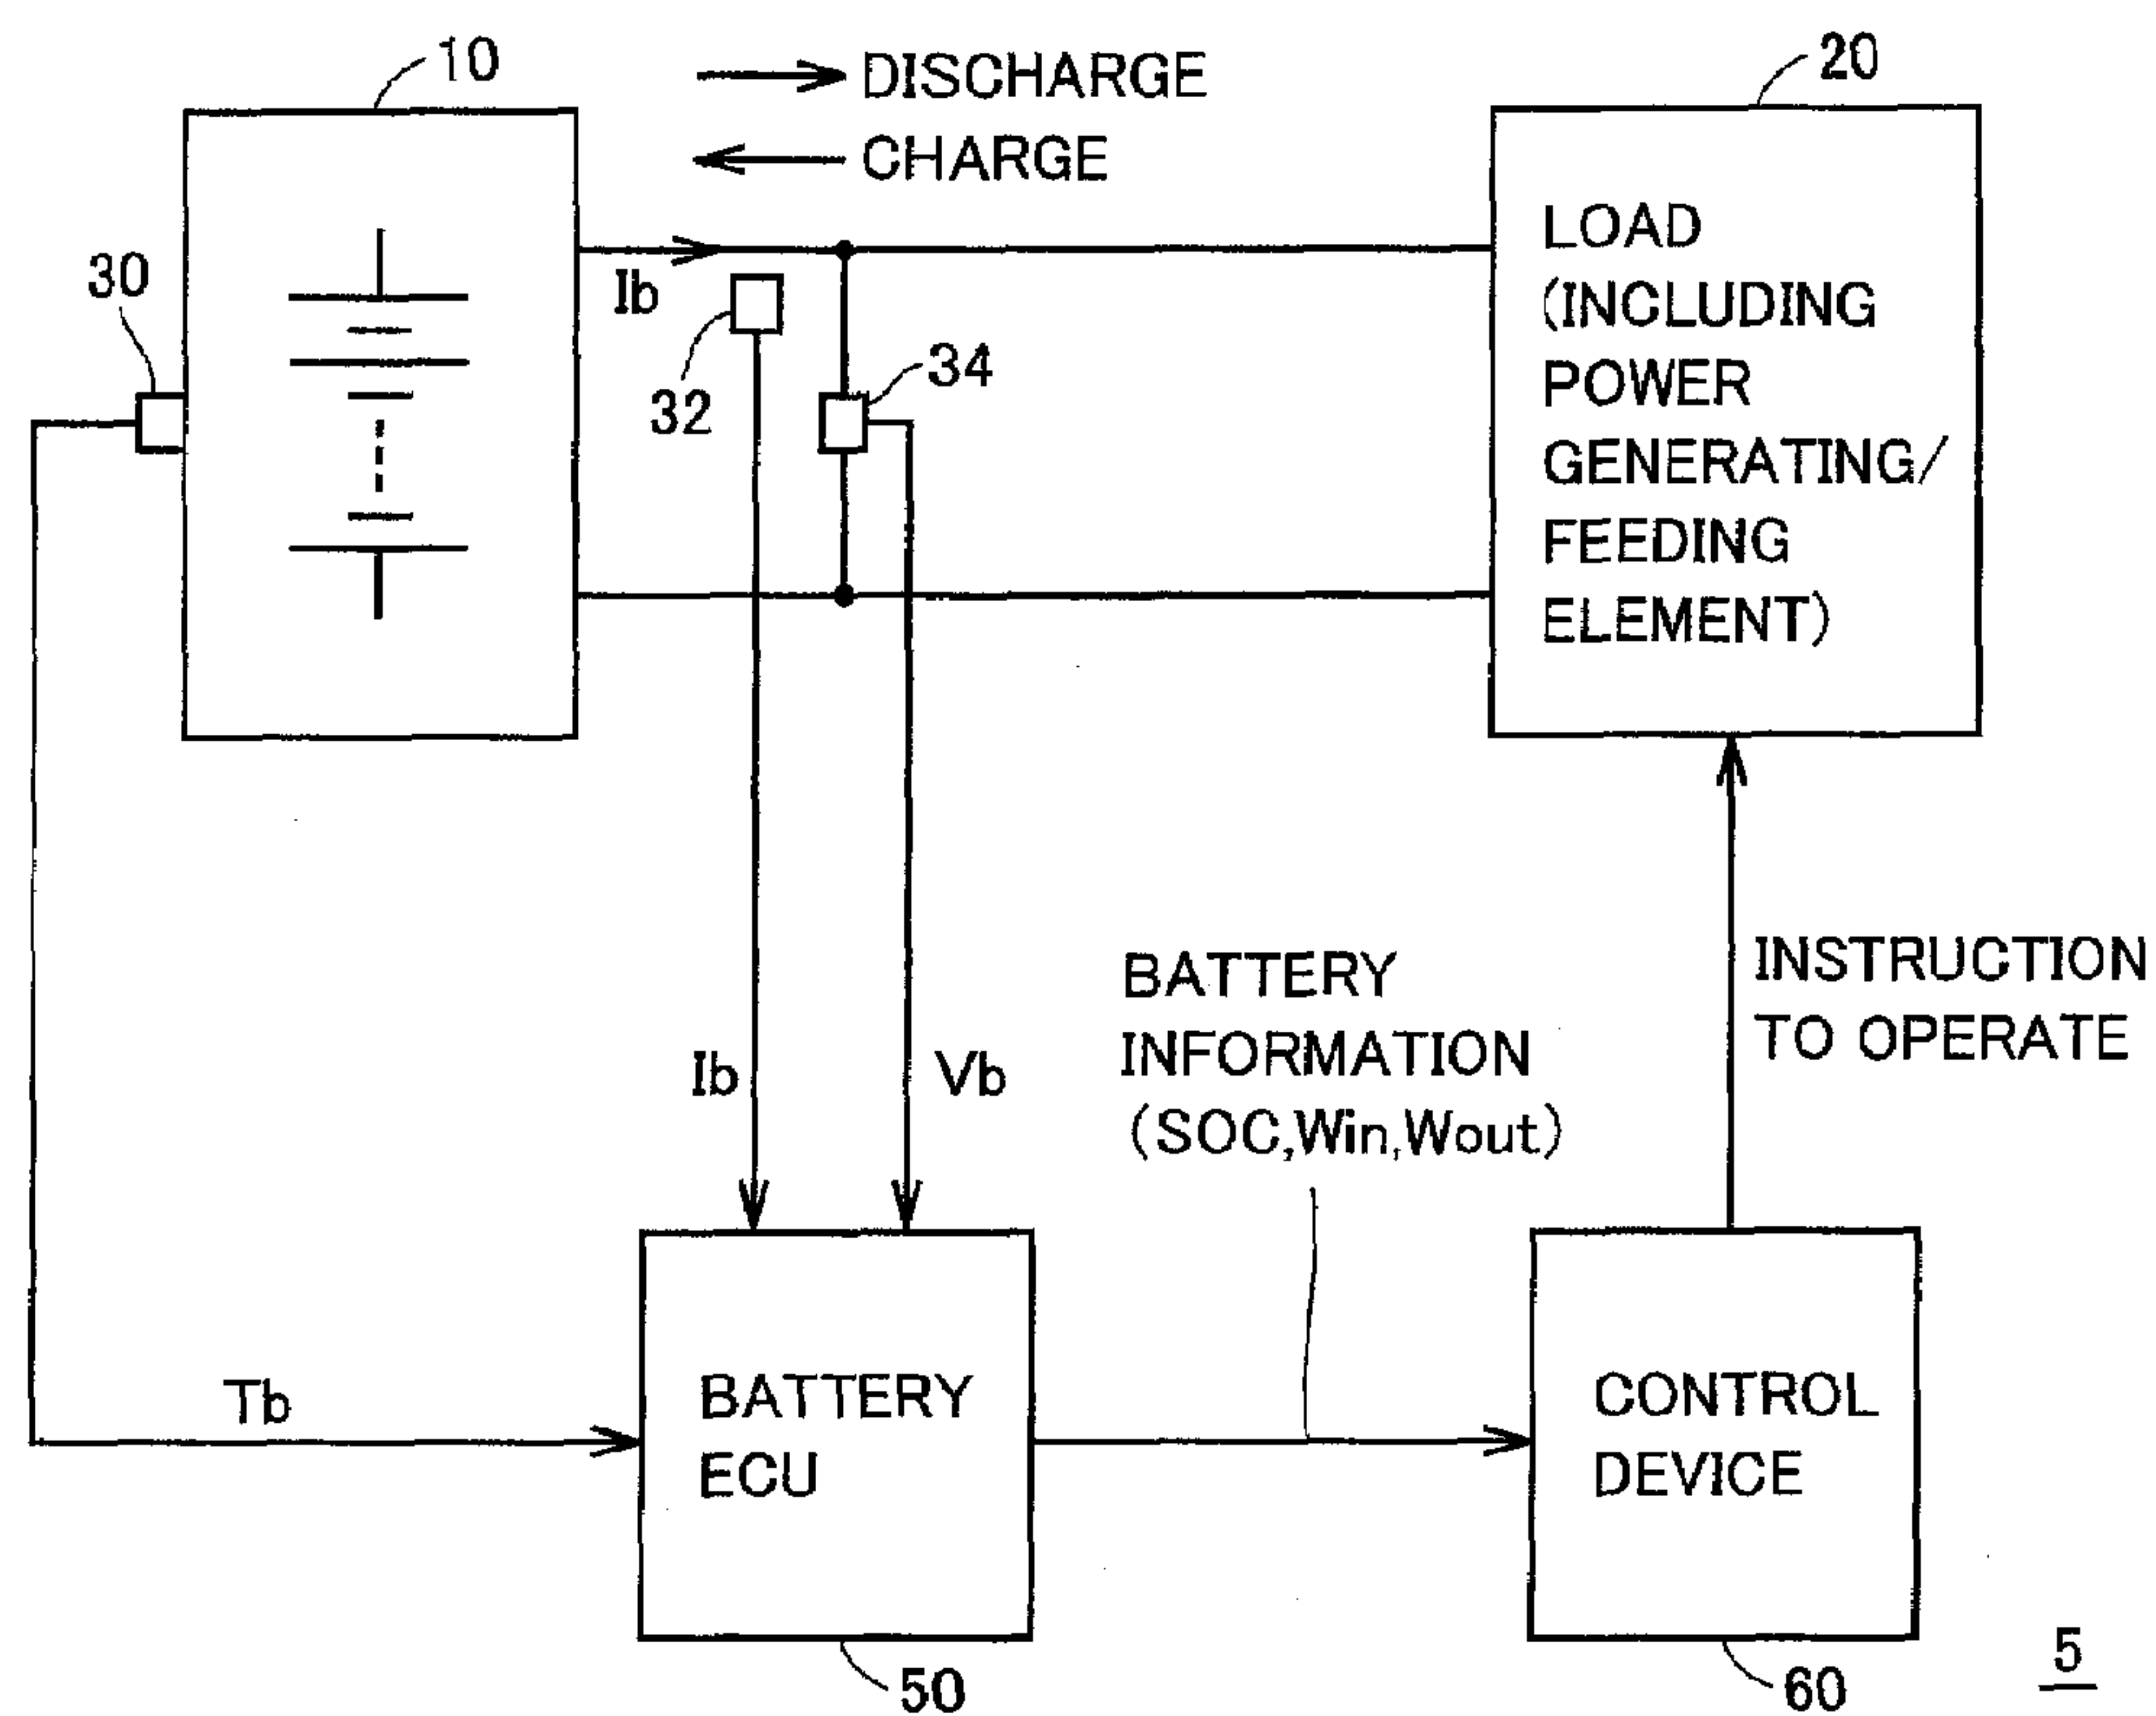 10
DISCHARGE
CHARGE
20
30
Ib
32
34
LOAD
(INCLUDING
POWER
GENERATING/
FEEDING
ELEMENT)
Ib
Vb
BATTERY
INFORMATION
(SOC,Win,Wout)
INSTRUCTION
TO OPERATE
Tb
BATTERY
ECU
CONTROL
DEVICE
50
60
5